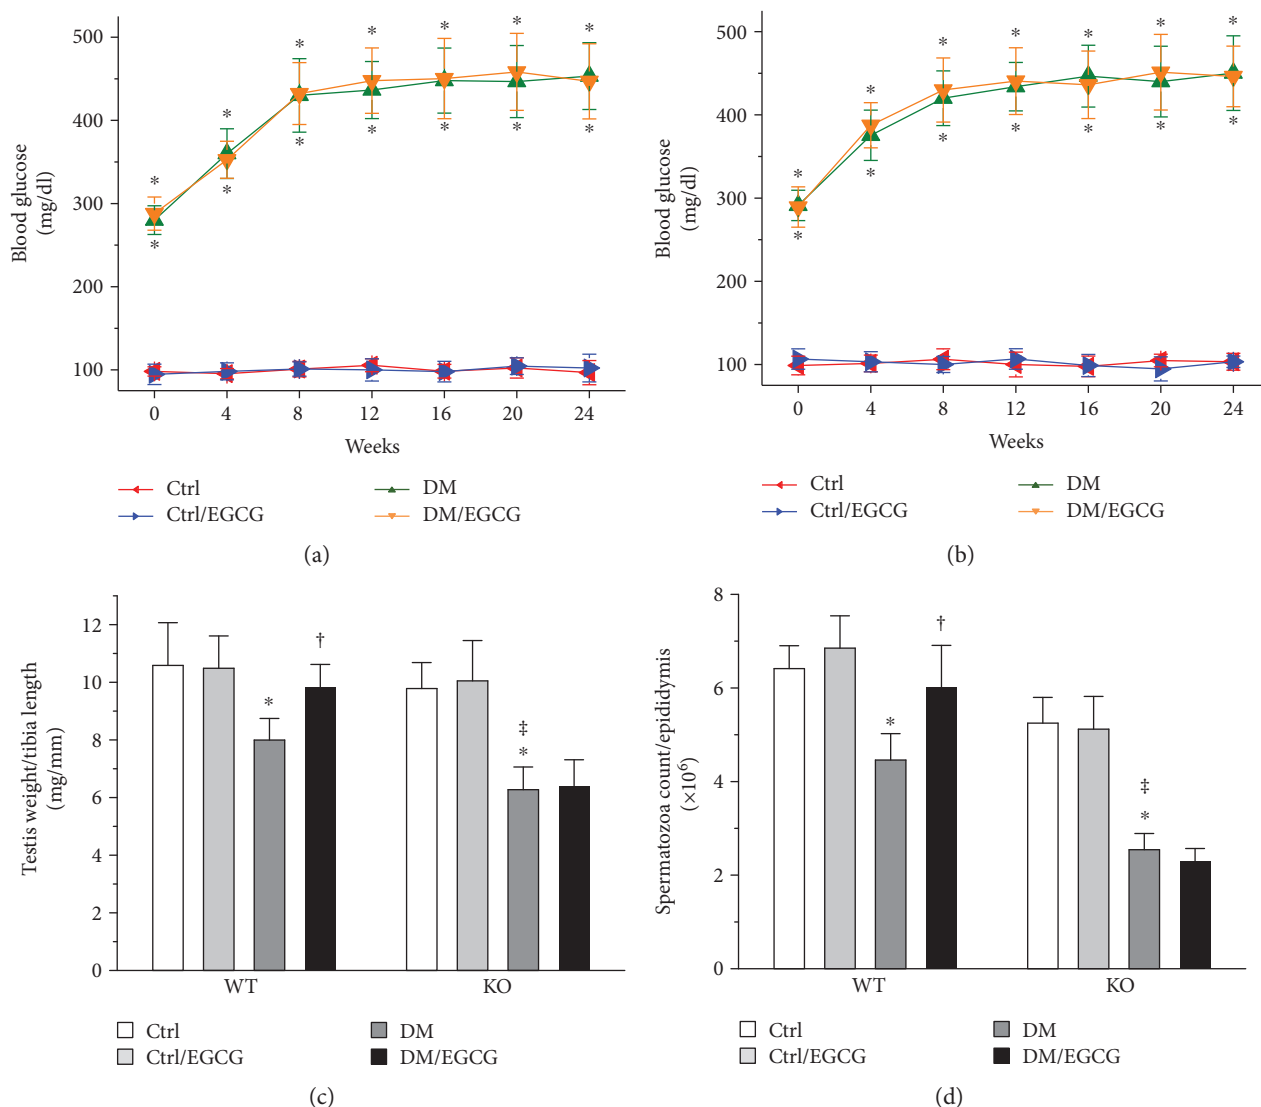 Blood glucose
(mg/dl)
500
400
300
200
100
* * * * * * *
* * * * * * *
0 4 8 12 16 20 24
Weeks
Ctrl DM
Ctrl/EGCG DM/EGCG
(a)
Blood glucose
(mg/dl)
500
400
300
200
100
* * * * * * *
* * * * * * *
0 4 8 12 16 20 24
Weeks
Ctrl DM
Ctrl/EGCG DM/EGCG
(b)
Testis weight/tibia length
(mg/mm)
12
10
8
6
4
2
0
* †
‡
*
WT KO
Ctrl DM
Ctrl/EGCG DM/EGCG
(c)
Spermatozoa count/epididymis
(×10⁶)
8
6
4
2
0
* †
‡
*
WT KO
Ctrl DM
Ctrl/EGCG DM/EGCG
(d)